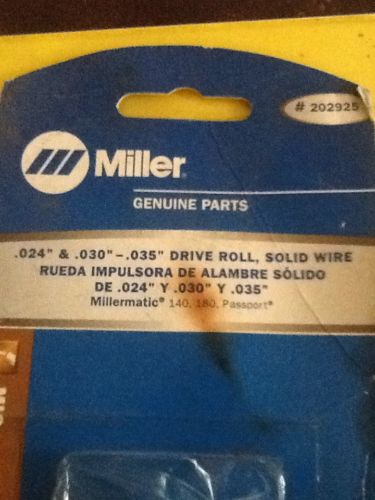 # 202925
Miller®
GENUINE PARTS
.024" & .030"–.035" DRIVE ROLL, SOLID WIRE
RUEDA IMPULSORA DE ALAMBRE SÓLIDO
DE .024" Y .030" Y .035"
Millermatic® 140, 180, Passport®